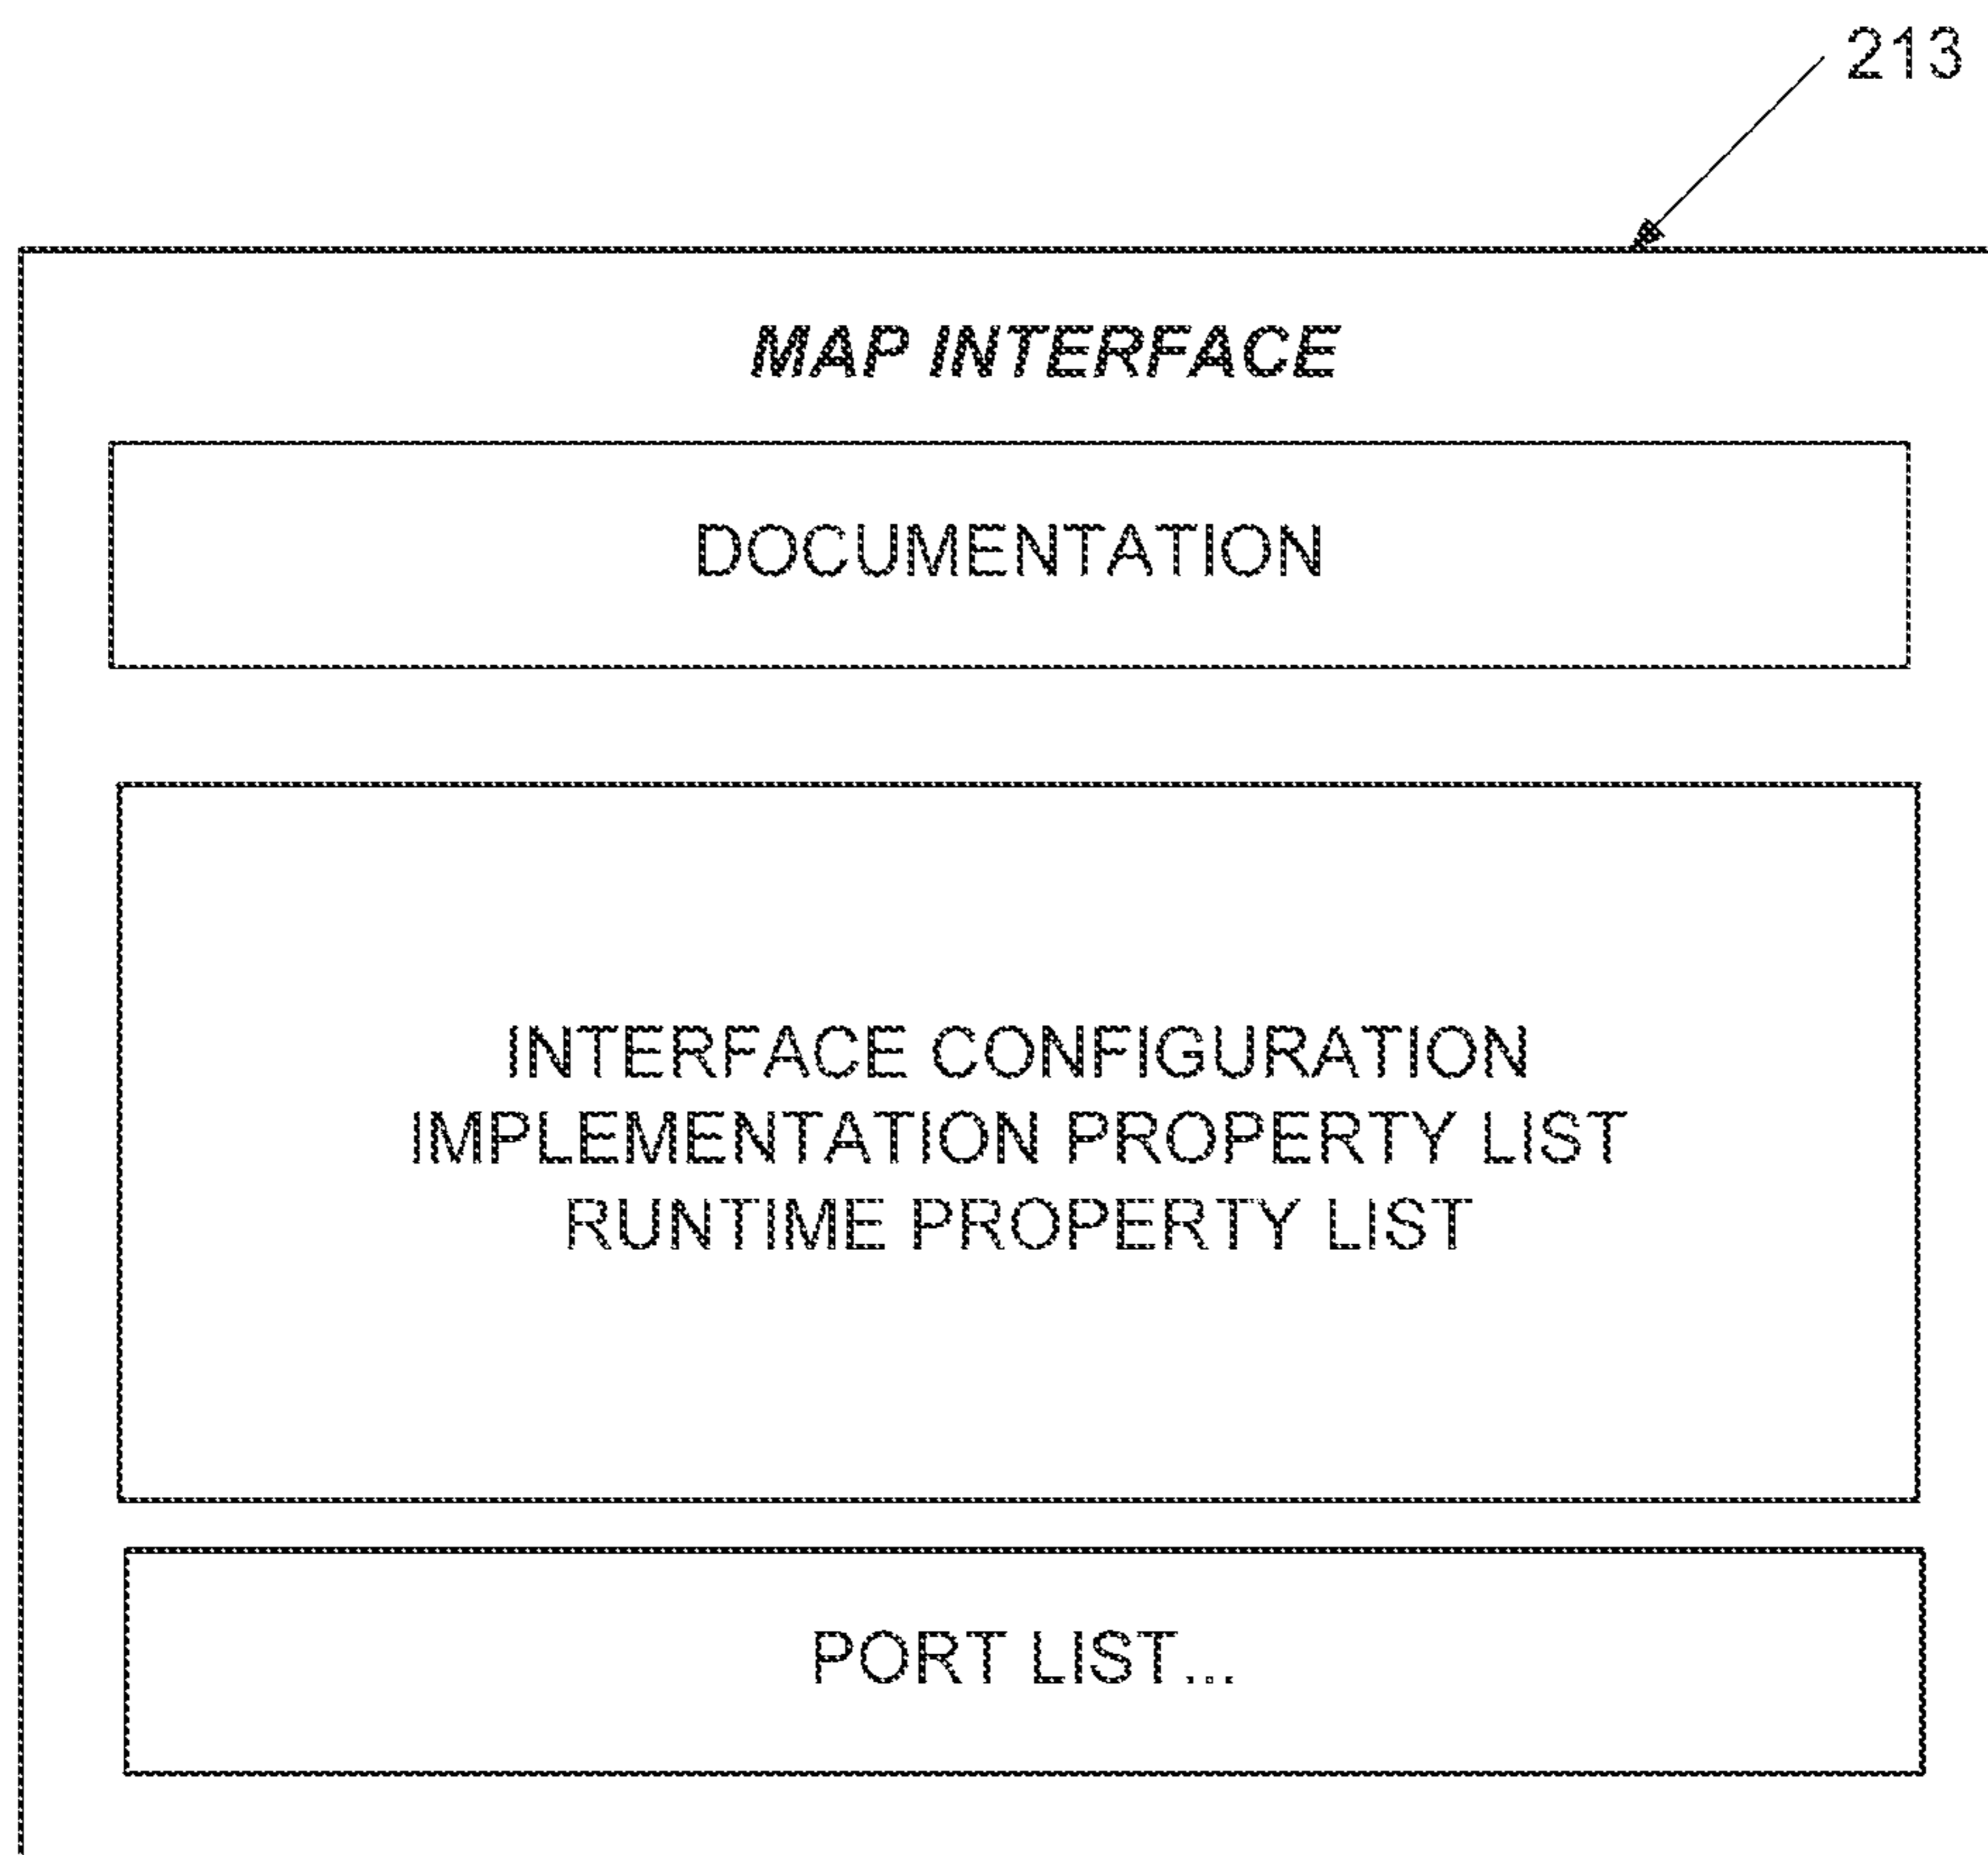 213
MAP INTERFACE
DOCUMENTATION
INTERFACE CONFIGURATION
IMPLEMENTATION PROPERTY LIST
RUNTIME PROPERTY LIST
PORT LIST...